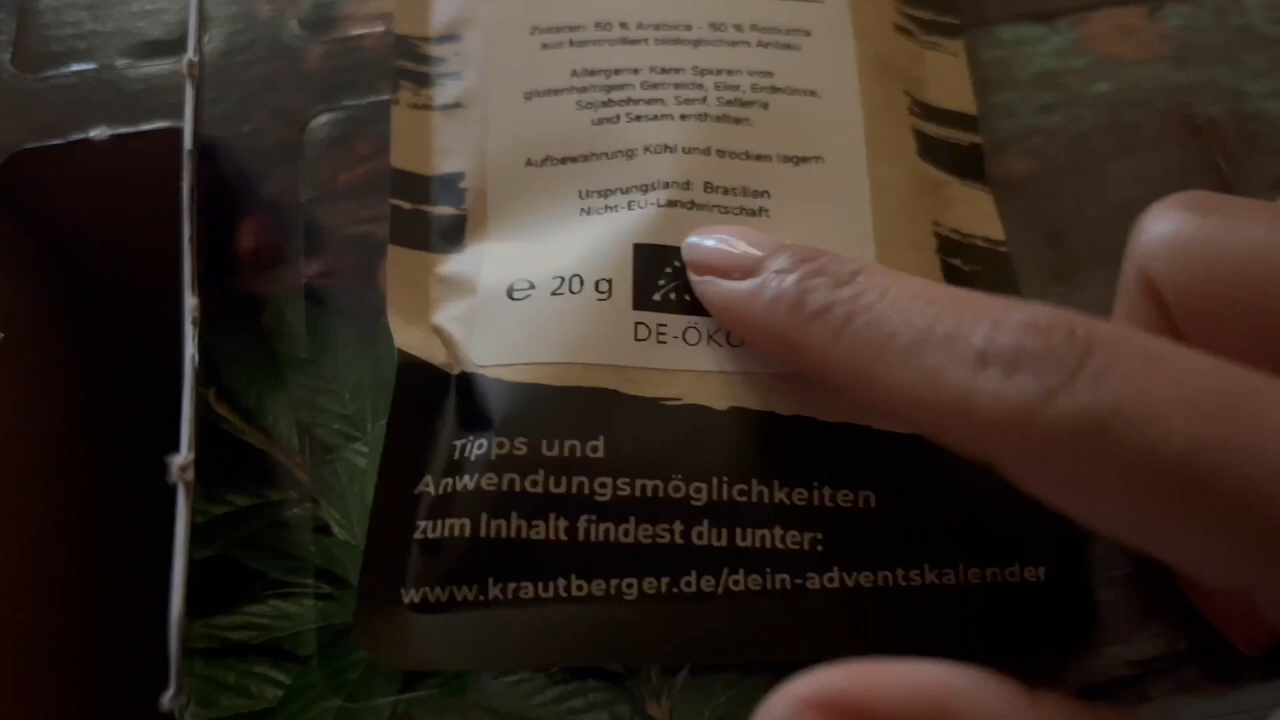 Zutaten: 50 % Arabica - 50 % Robusta
aus kontrolliert biologischem Anbau
Allergene: Kann Spuren von
glutenhaltigem Getreide, Eier, Erdnüsse,
Sojabohnen, Senf, Sellerie
und Sesam enthalten.
Aufbewahrung: Kühl und trocken lagern
Ursprungsland: Brasilien
Nicht-EU-Landwirtschaft
℮ 20 g
DE-ÖKO
Tipps und
Anwendungsmöglichkeiten
zum Inhalt findest du unter:
www.krautberger.de/dein-adventskalender